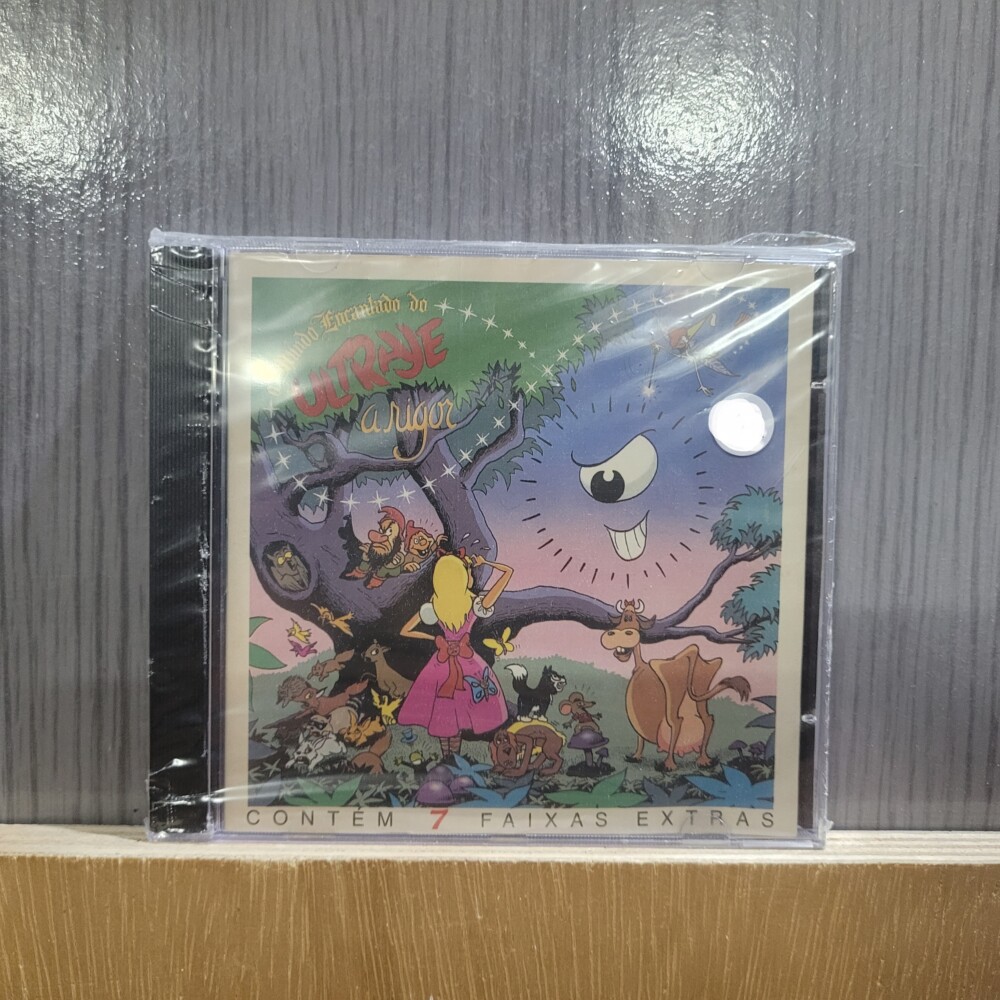 O Mundo Encantado do
ULTRAJE
a rigor
CONTÉM 7 FAIXAS EXTRAS